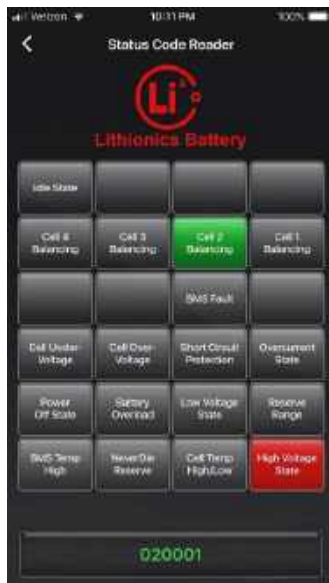 Verizon 10:11 PM 100%
Status Code Reader
Li
Lithionics Battery
Idle State
Cell 4 Balancing
Cell 3 Balancing
Cell 2 Balancing
Cell 1 Balancing
BMS Fault
Cell Under-Voltage
Cell Over-Voltage
Short Circuit Protection
Overcurrent State
Power Off State
Battery Overload
Low Voltage State
Reserve Range
BMS Temp High
NeverDie Reserve
Cell Temp High/Low
High Voltage State
020001